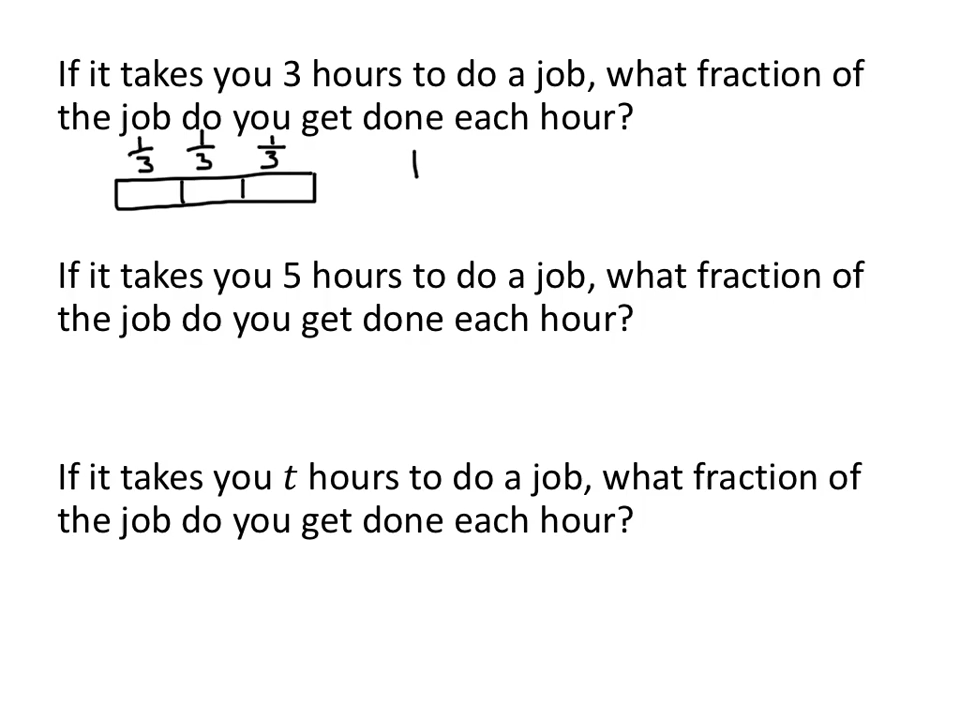 If it takes you 3 hours to do a job, what fraction of
the job do you get done each hour?
1/3 1/3 1/3 1
If it takes you 5 hours to do a job, what fraction of
the job do you get done each hour?
If it takes you t hours to do a job, what fraction of
the job do you get done each hour?